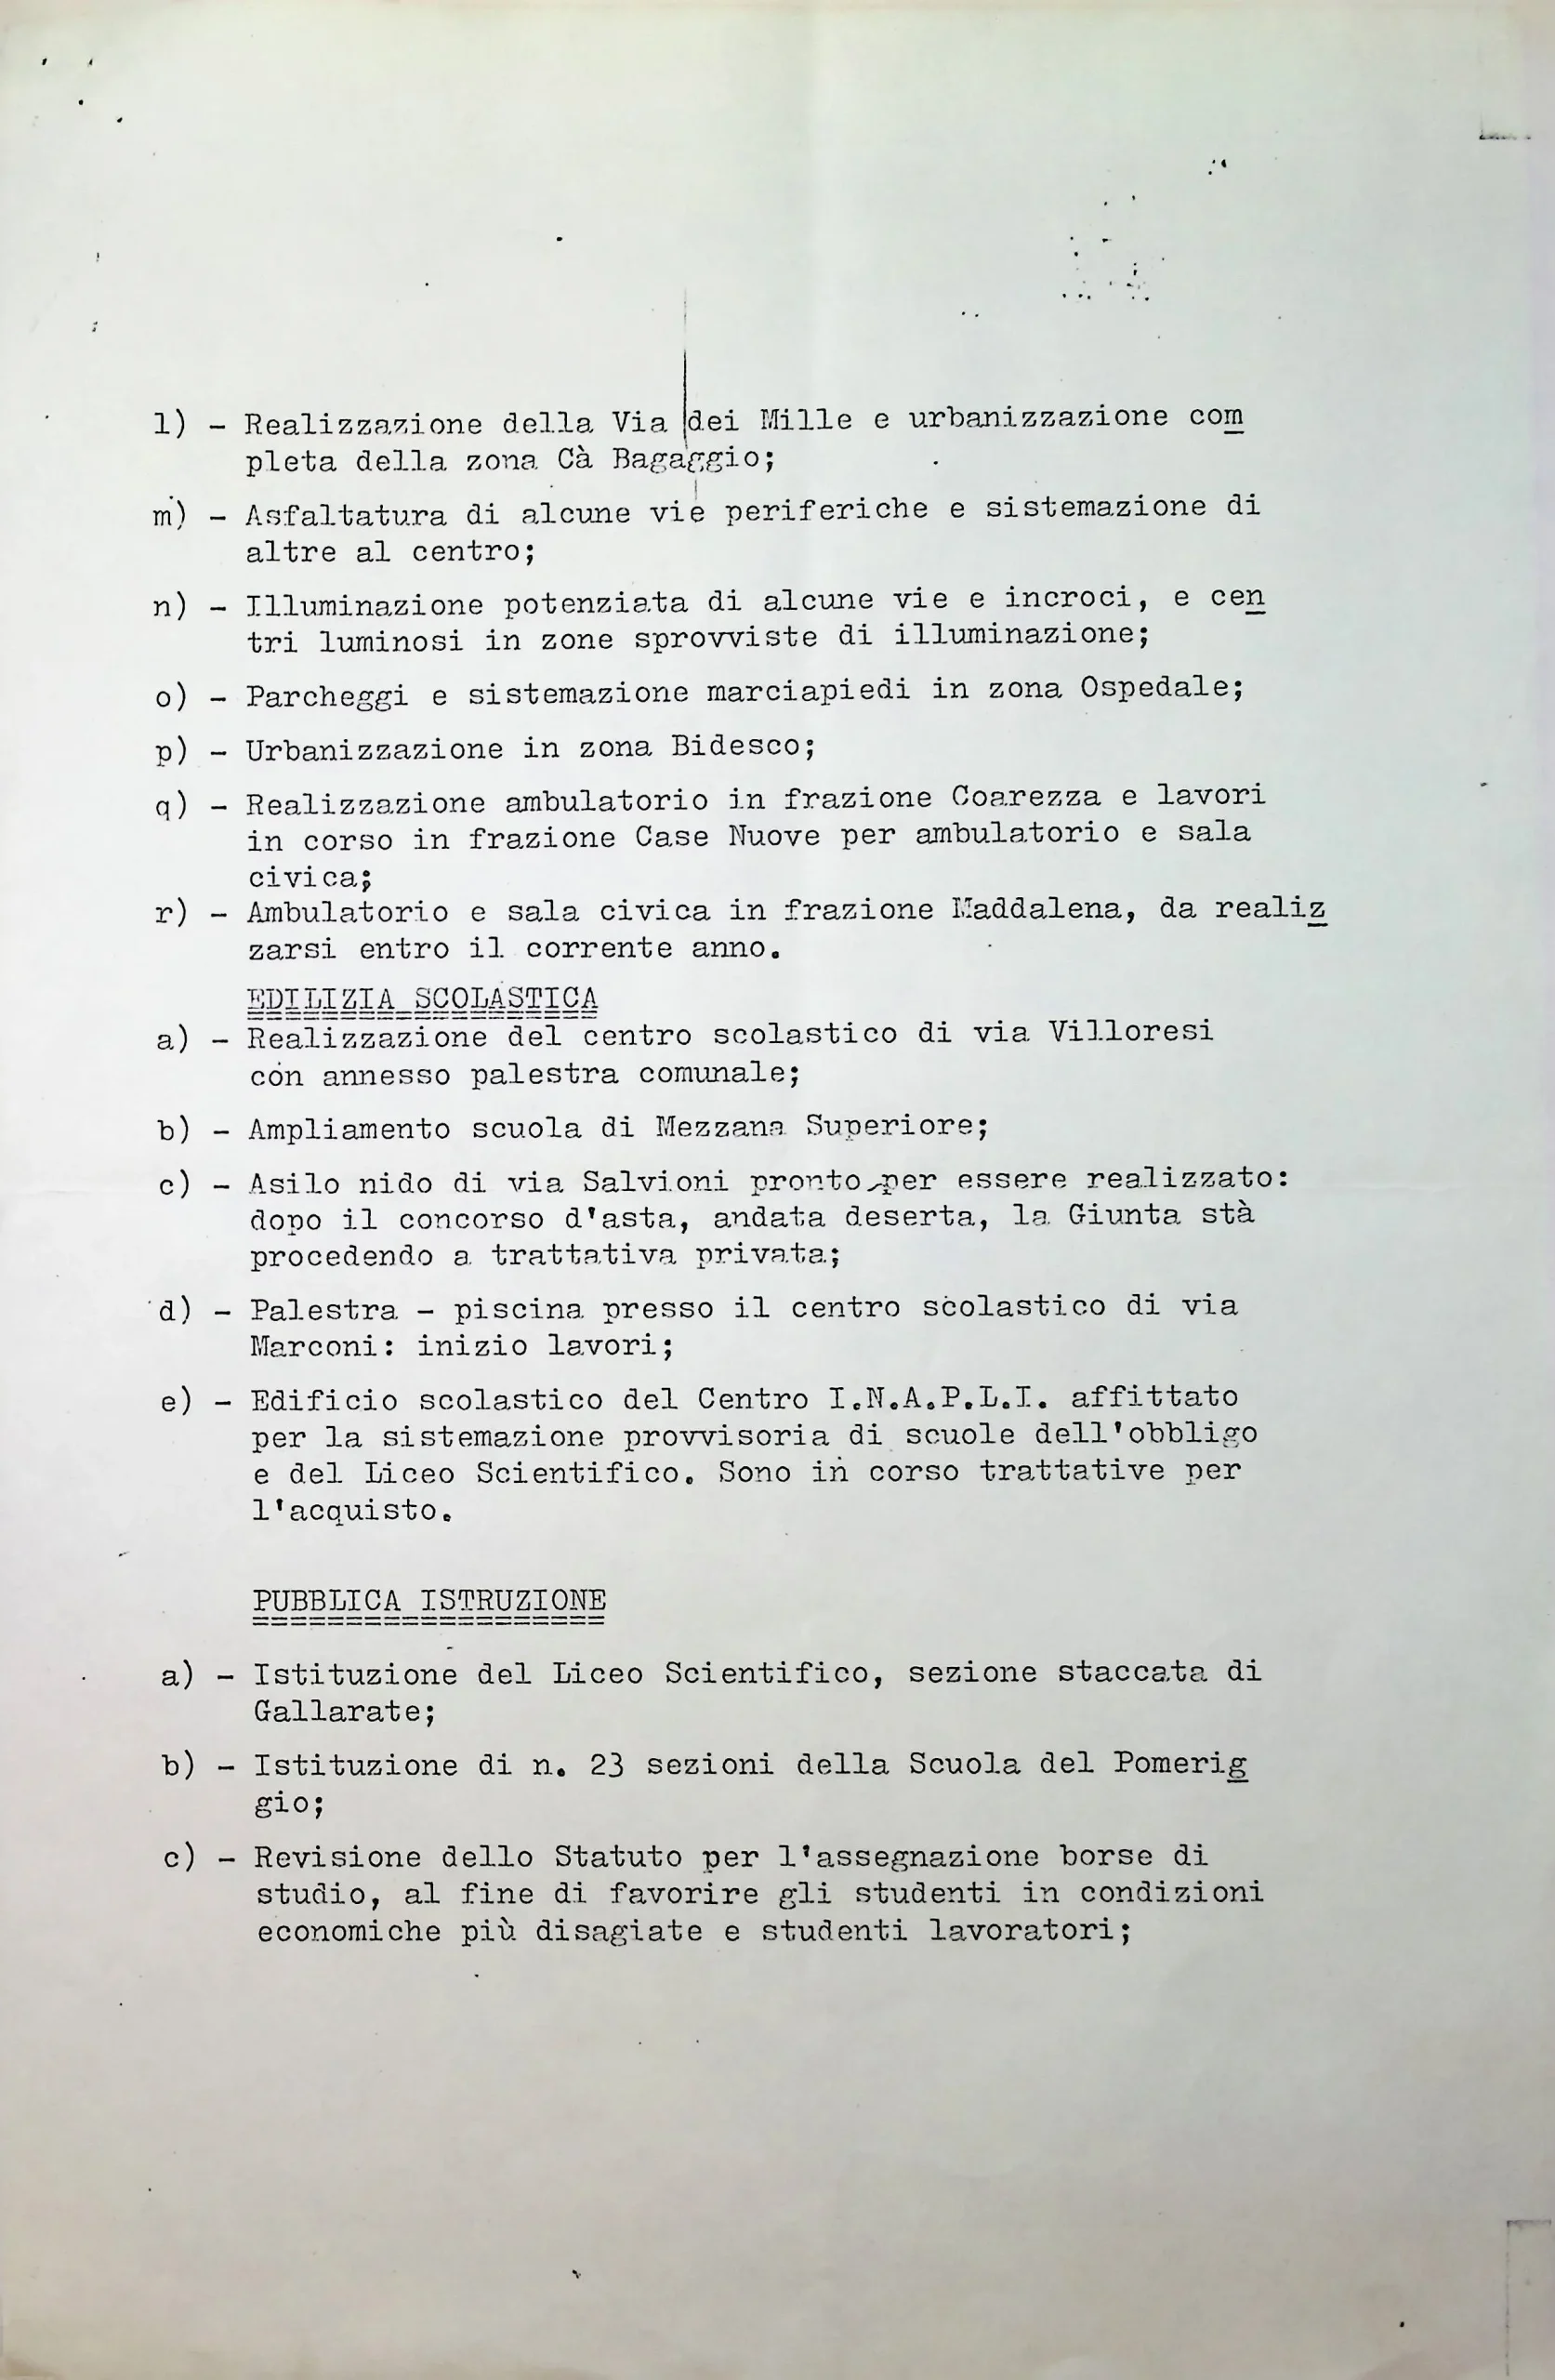 l) - Realizzazione della Via dei Mille e urbanizzazione com
pleta della zona Cà Bagaggio;
m) - Asfaltatura di alcune vie periferiche e sistemazione di
altre al centro;
n) - Illuminazione potenziata di alcune vie e incroci, e cen
tri luminosi in zone sprovviste di illuminazione;
o) - Parcheggi e sistemazione marciapiedi in zona Ospedale;
p) - Urbanizzazione in zona Bidesco;
q) - Realizzazione ambulatorio in frazione Coarezza e lavori
in corso in frazione Case Nuove per ambulatorio e sala
civica;
r) - Ambulatorio e sala civica in frazione Maddalena, da realiz
zarsi entro il corrente anno.
EDILIZIA SCOLASTICA
a) - Realizzazione del centro scolastico di via Villoresi
con annesso palestra comunale;
b) - Ampliamento scuola di Mezzana Superiore;
c) - Asilo nido di via Salvioni pronto per essere realizzato:
dopo il concorso d'asta, andata deserta, la Giunta stà
procedendo a trattativa privata;
d) - Palestra - piscina presso il centro scolastico di via
Marconi: inizio lavori;
e) - Edificio scolastico del Centro I.N.A.P.L.I. affittato
per la sistemazione provvisoria di scuole dell'obbligo
e del Liceo Scientifico. Sono in corso trattative per
l'acquisto.
PUBBLICA ISTRUZIONE
a) - Istituzione del Liceo Scientifico, sezione staccata di
Gallarate;
b) - Istituzione di n. 23 sezioni della Scuola del Pomerig
gio;
c) - Revisione dello Statuto per l'assegnazione borse di
studio, al fine di favorire gli studenti in condizioni
economiche più disagiate e studenti lavoratori;